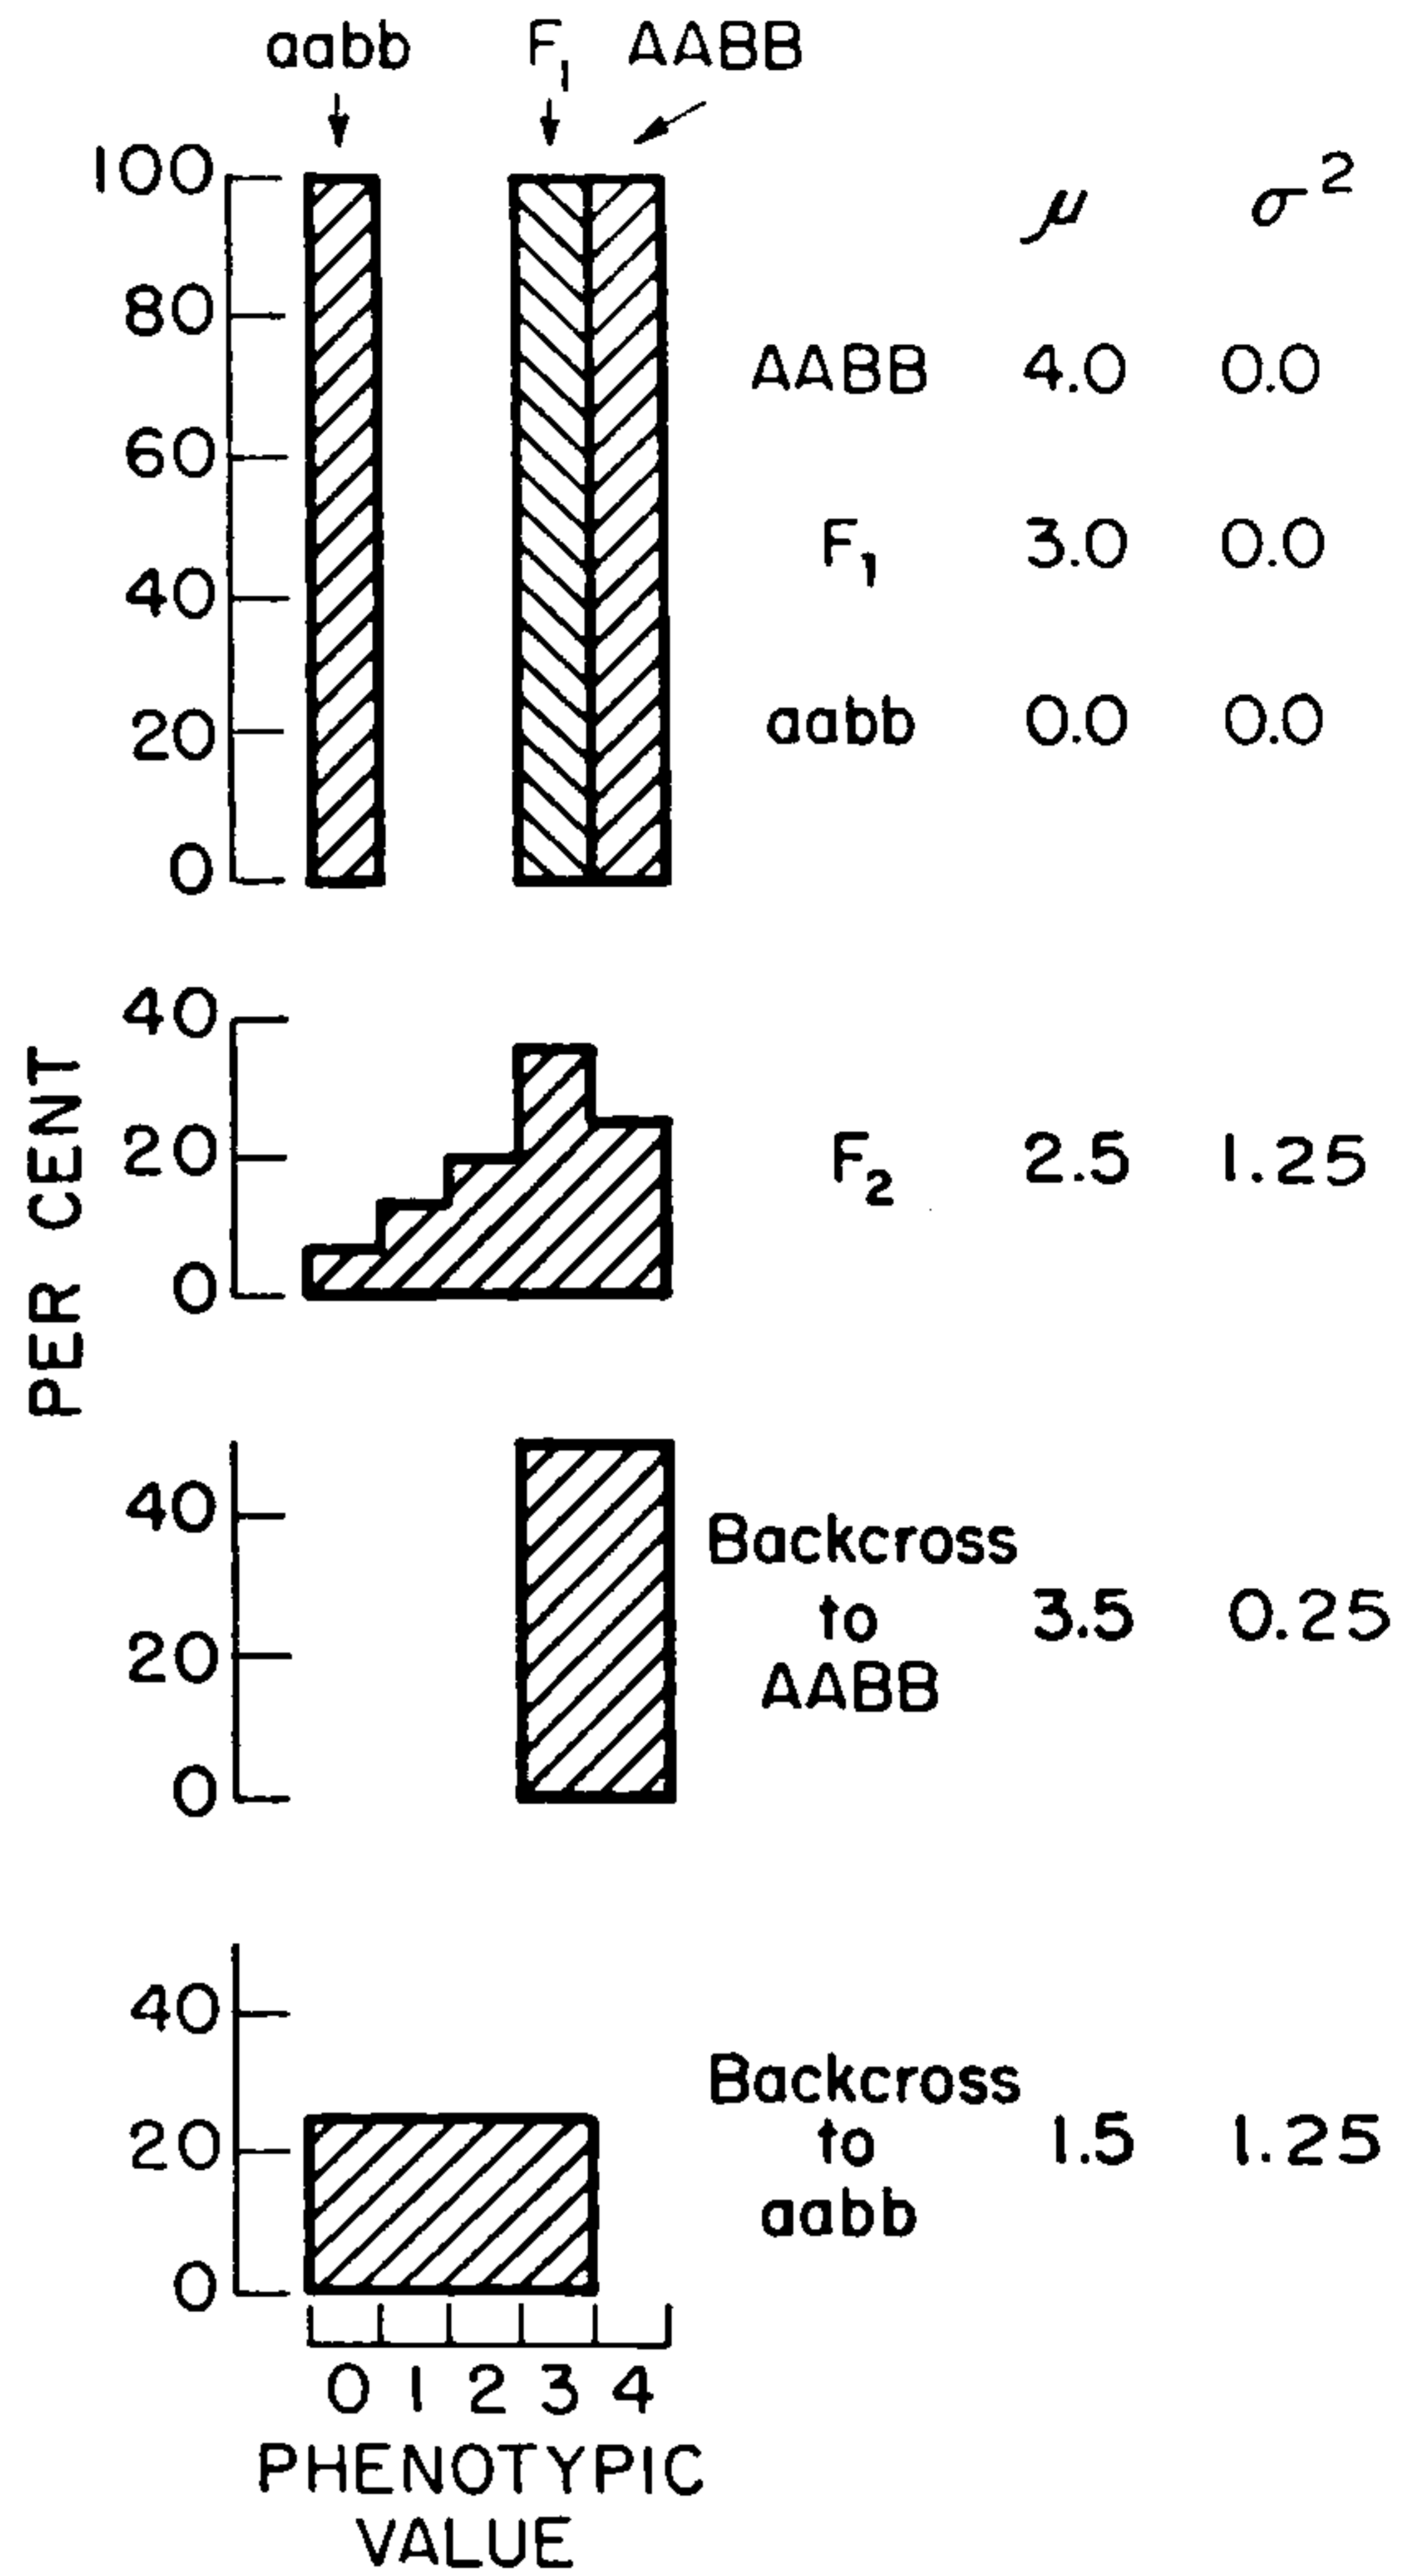 aabb F₁ AABB
100
80
60
40
20
0
μ σ²
AABB 4.0 0.0
F₁ 3.0 0.0
aabb 0.0 0.0
PER CENT
40
20
0
F₂ 2.5 1.25
40
20
0
Backcross
to 3.5 0.25
AABB
40
20
0
Backcross
to 1.5 1.25
aabb
0 1 2 3 4
PHENOTYPIC
VALUE